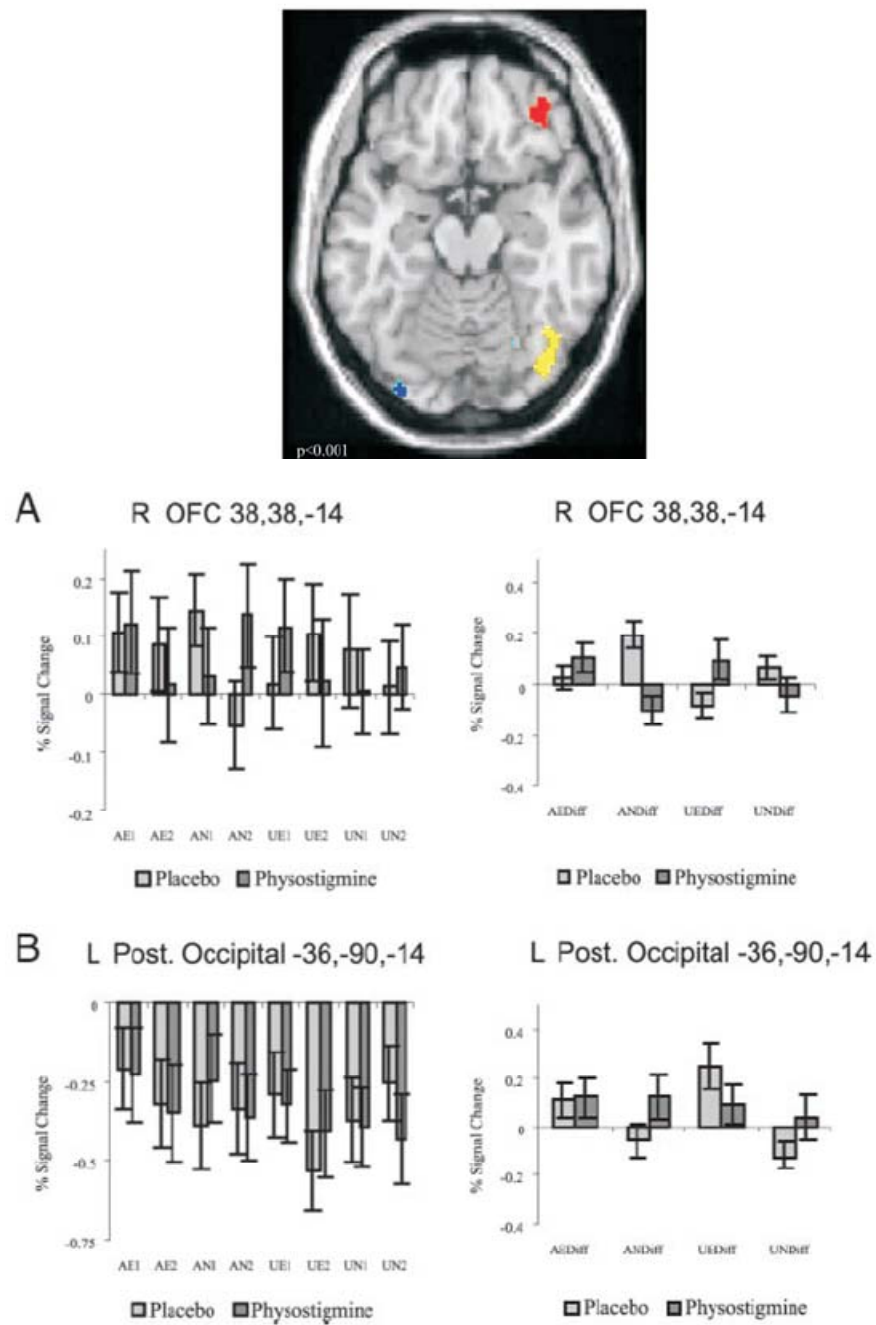 p<0.001
A
R OFC 38,38,-14
R OFC 38,38,-14
% Signal Change
0.2
0.1
0
-0.1
-0.2
AE1 AE2 AN1 AN2 UE1 UE2 UN1 UN2
Placebo Physostigmine
% Signal Change
0.4
0.2
0
-0.2
-0.4
AEDiff ANDiff UEDiff UNDiff
Placebo Physostigmine
B
L Post. Occipital -36,-90,-14
L Post. Occipital -36,-90,-14
% Signal Change
0
-0.25
-0.5
-0.75
AE1 AE2 AN1 AN2 UE1 UE2 UN1 UN2
Placebo Physostigmine
% Signal Change
0.4
0.2
0
-0.2
-0.4
AEDiff ANDiff UEDiff UNDiff
Placebo Physostigmine